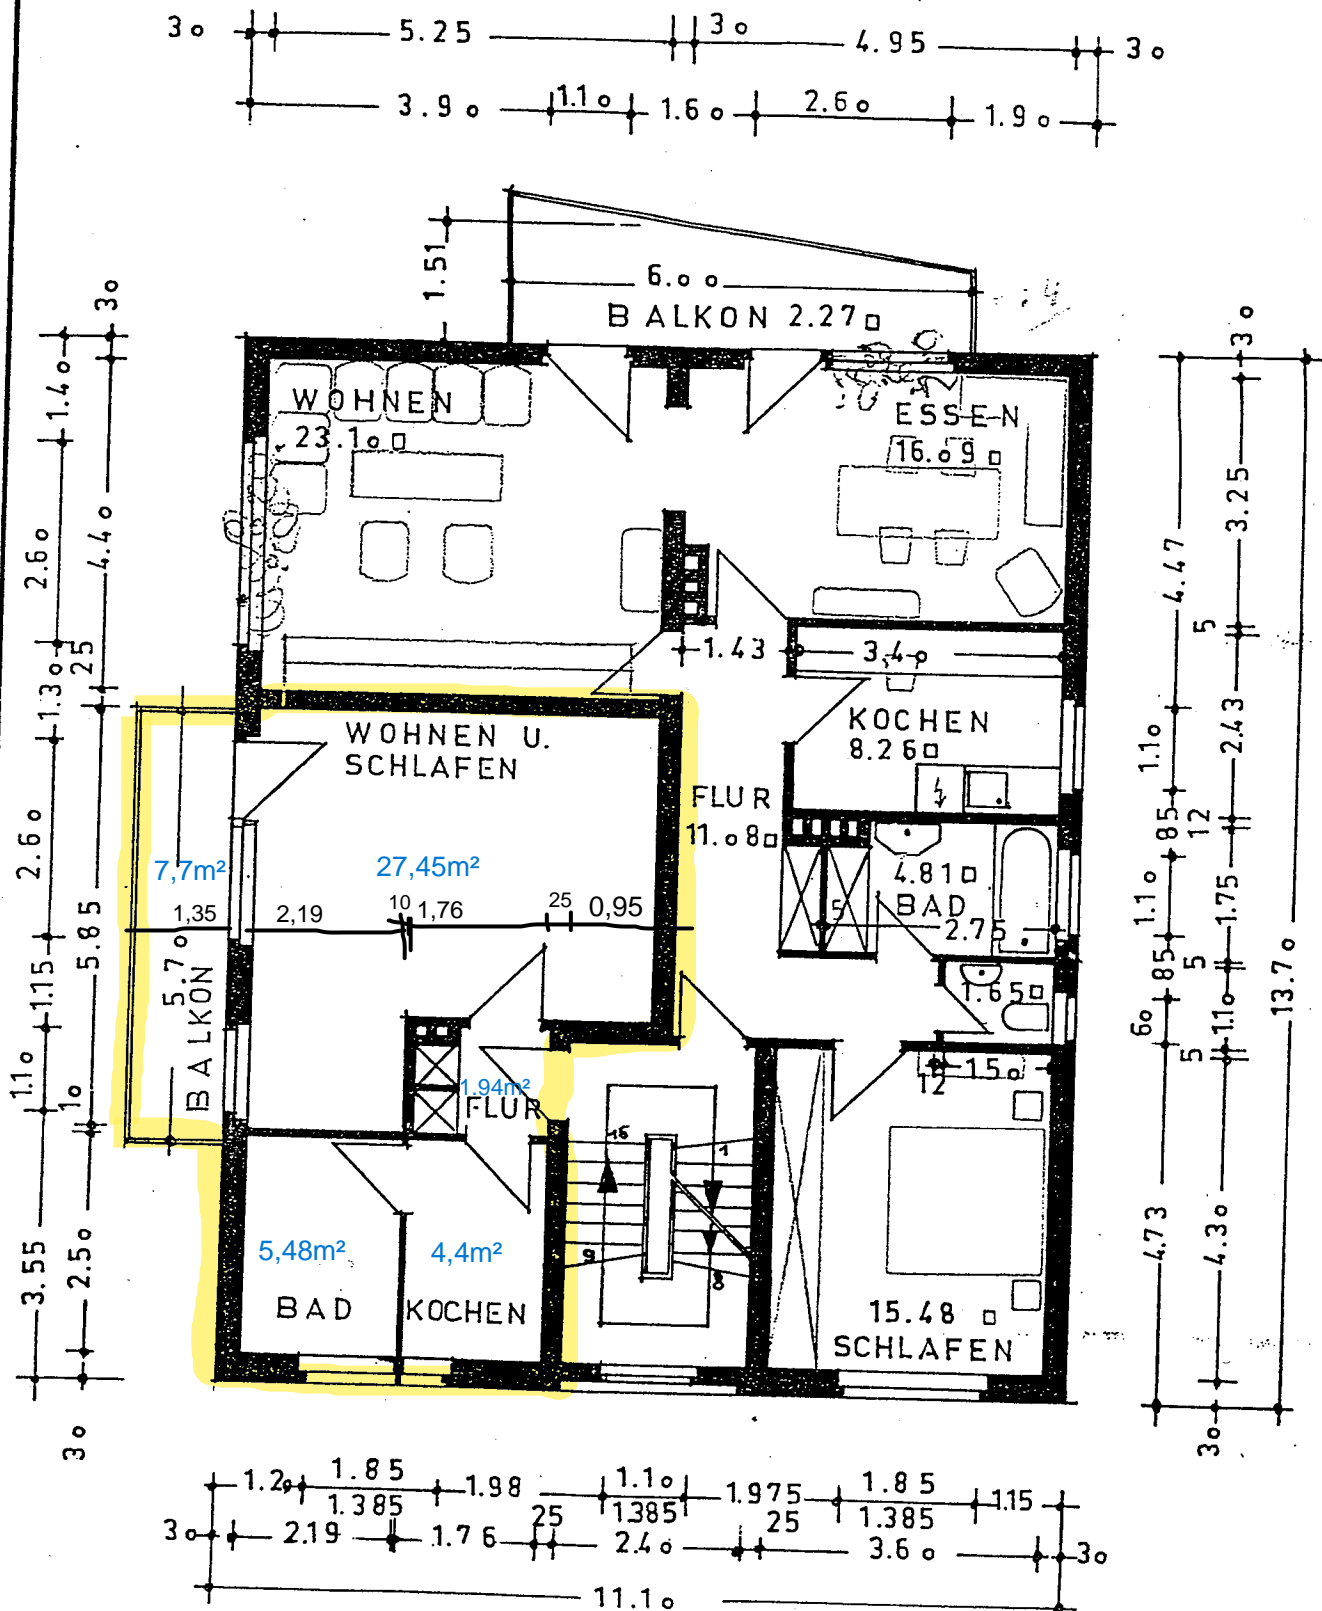 3o 5.25 3o 4.95 3o
3.9o 1.1o 1.6o 2.6o 1.9o
1.51
6.oo
BALKON 2.27□
3o
1.4o
2.6o
4.4o
1.3o
25
2.6o
5.85
1.15
1.1o
1o
3.55
2.5o
3o
WOHNEN
23.1o□
ESSEN
16.o9□
1.43
3.4o
KOCHEN
8.26□
FLUR
11.o8□
4.81□
BAD
5
2.75
1.65□
12
1.5o
15.48□
SCHLAFEN
WOHNEN U.
SCHLAFEN
7,7m²
27,45m²
1,35 2,19 10 1,76 25 0,95
5.7o
BALKON
1.94m²
FLUR
5,48m²
4,4m²
BAD
KOCHEN
16
1
9
8
3o
3.25
4.47
5
2.43
1.1o
85
12
1.1o
1.75
85
5
6o
1.1o
5
13.7o
4.73
4.3o
3o
1.2o 1.85 1.98 1.1o 1.975 1.85 1.15
1.385 1.385 1.385
3o 2.19 1.76 25 2.4o 25 3.6o 3o
11.1o